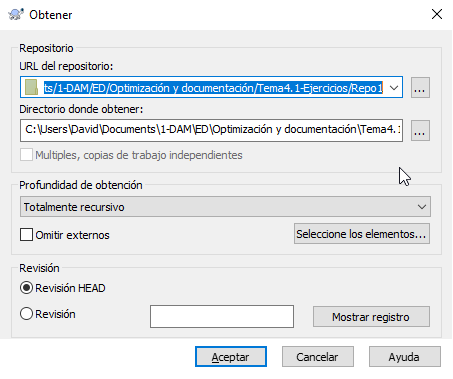 Obtener
Repositorio
URL del repositorio:
ts/1-DAM/ED/Optimización y documentación/Tema4.1-Ejercicios/Repo1
...
Directorio donde obtener:
C:\Users\David\Documents\1-DAM\ED\Optimización y documentación\Tema4.1
...
Multiples, copias de trabajo independientes
Profundidad de obtención
Totalmente recursivo
Omitir externos
Seleccione los elementos...
Revisión
Revisión HEAD
Revisión
Mostrar registro
Aceptar Cancelar Ayuda